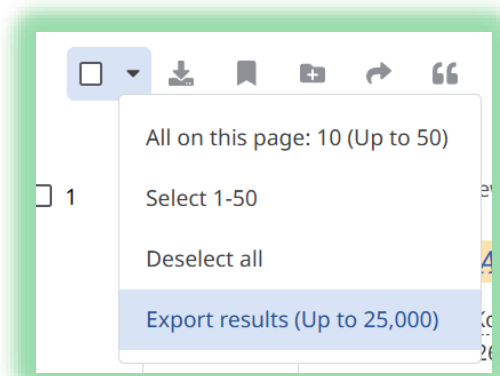 All on this page: 10 (Up to 50)
1
Select 1-50
Deselect all
Export results (Up to 25,000)